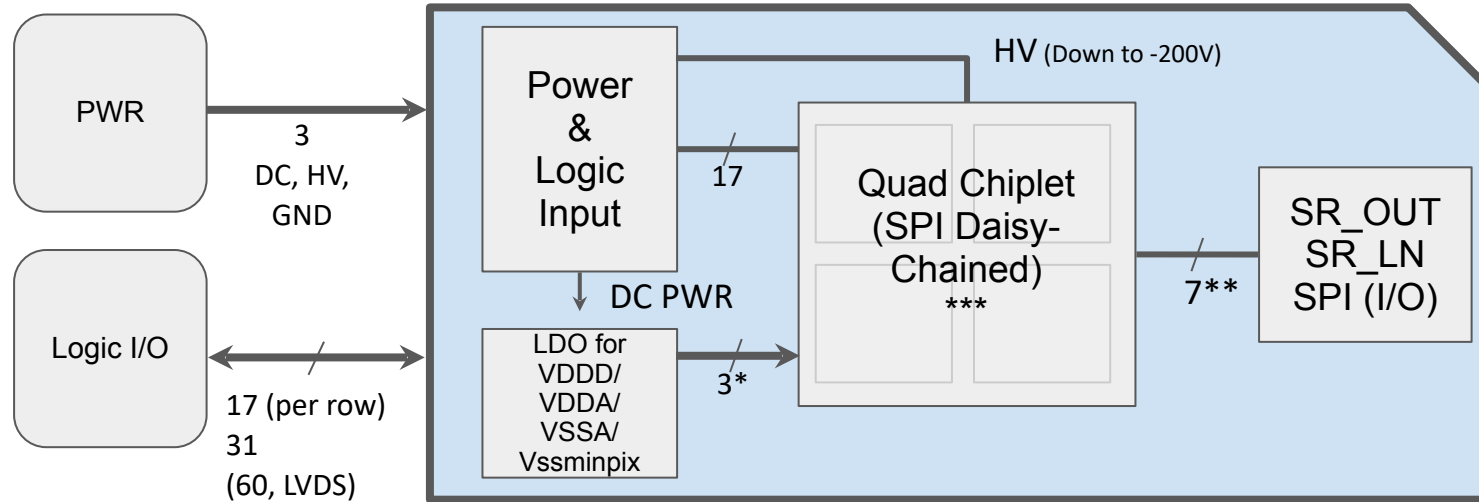 PWR
3
DC, HV,
GND
Logic I/O
17 (per row)
31
(60, LVDS)
Power
&
Logic
Input
HV (Down to -200V)
17
DC PWR
LDO for
VDDD/
VDDA/
VSSA/
Vssminpix
3*
Quad Chiplet
(SPI Daisy-
Chained)
***
7**
SR_OUT
SR_LN
SPI (I/O)